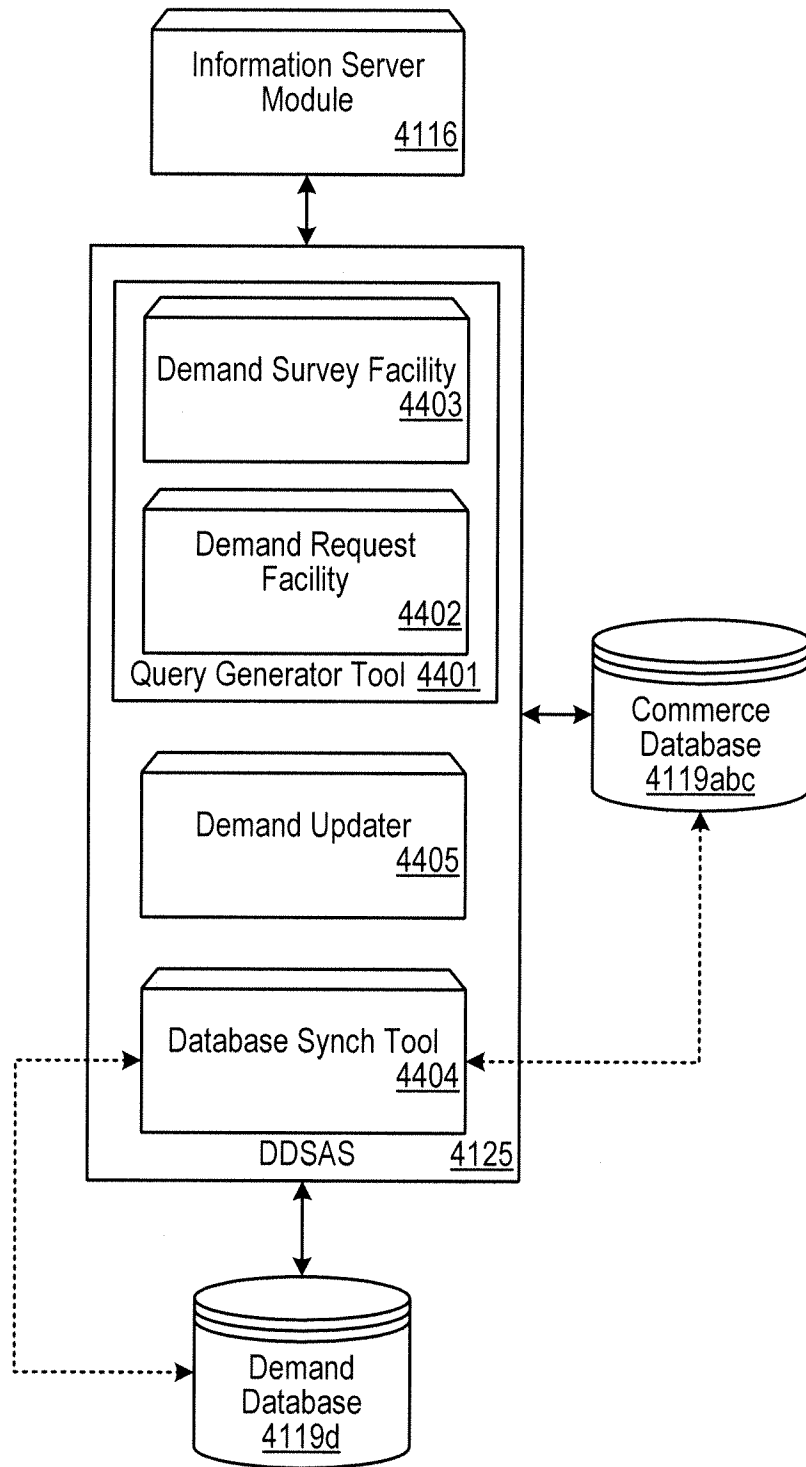 Information Server
Module
4116
Demand Survey Facility
4403
Demand Request
Facility
4402
Query Generator Tool 4401
Commerce
Database
4119abc
Demand Updater
4405
Database Synch Tool
4404
DDSAS 4125
Demand
Database
4119d